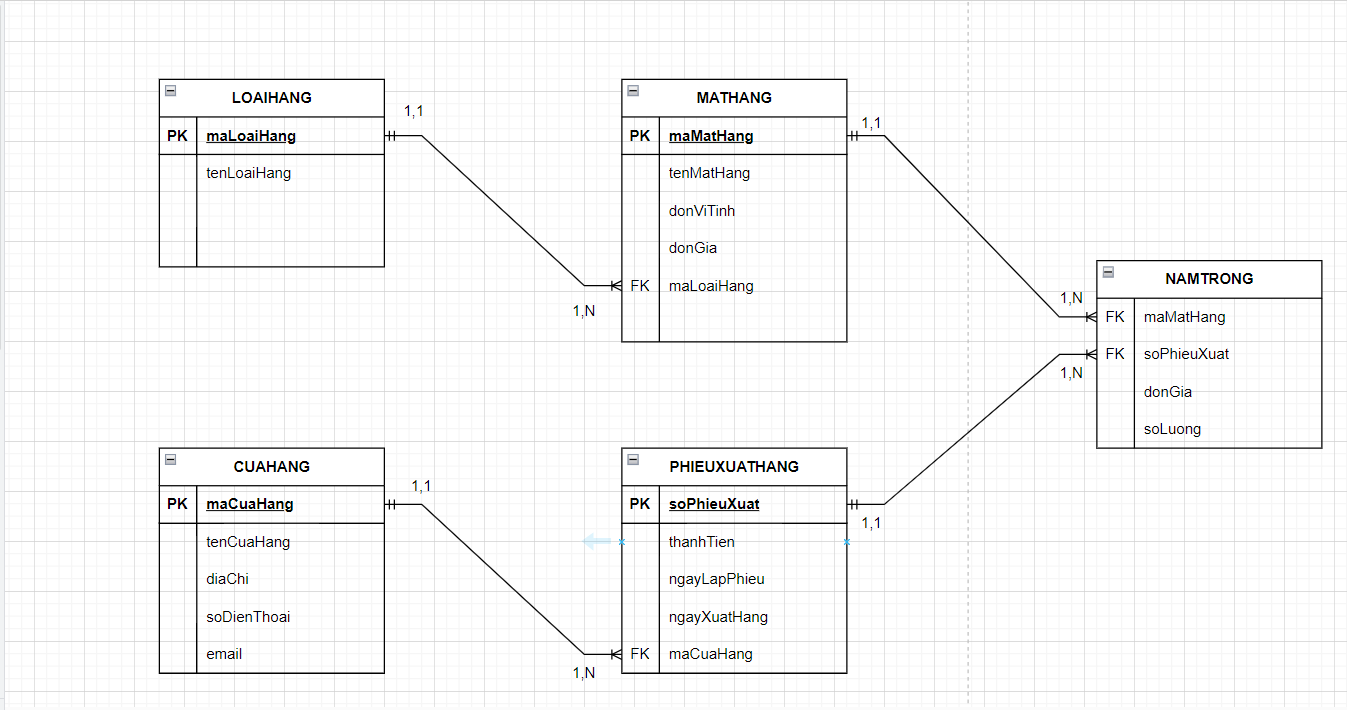 LOAIHANG
PK maLoaiHang
tenLoaiHang
1,1
1,N
MATHANG
PK maMatHang
tenMatHang
donViTinh
donGia
FK maLoaiHang
1,1
1,N
NAMTRONG
FK maMatHang
FK soPhieuXuat
donGia
soLuong
1,N
CUAHANG
PK maCuaHang
tenCuaHang
diaChi
soDienThoai
email
1,1
1,N
PHIEUXUATHANG
PK soPhieuXuat
thanhTien
ngayLapPhieu
ngayXuatHang
FK maCuaHang
1,1